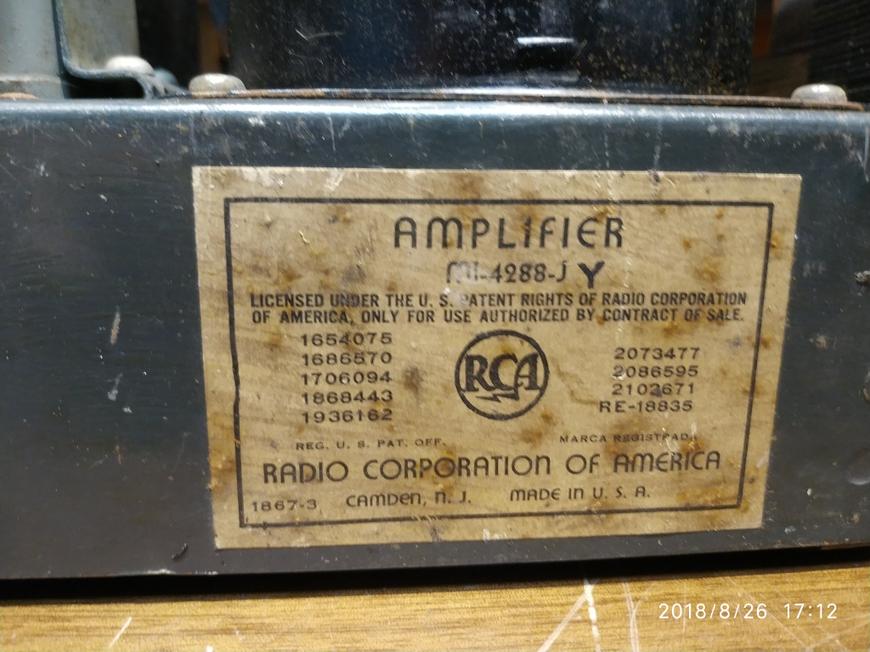 AMPLIFIER
MI-4288-J Y
LICENSED UNDER THE U. S. PATENT RIGHTS OF RADIO CORPORATION
OF AMERICA, ONLY FOR USE AUTHORIZED BY CONTRACT OF SALE.
1654075
1686570
1706094
1868443
1936162
RCA
2073477
2086595
2102671
RE-18835
REG. U. S. PAT. OFF.
MARCA REGISTRADA
RADIO CORPORATION OF AMERICA
1867-3 CAMDEN, N. J. MADE IN U. S. A.
2018/8/26 17:12